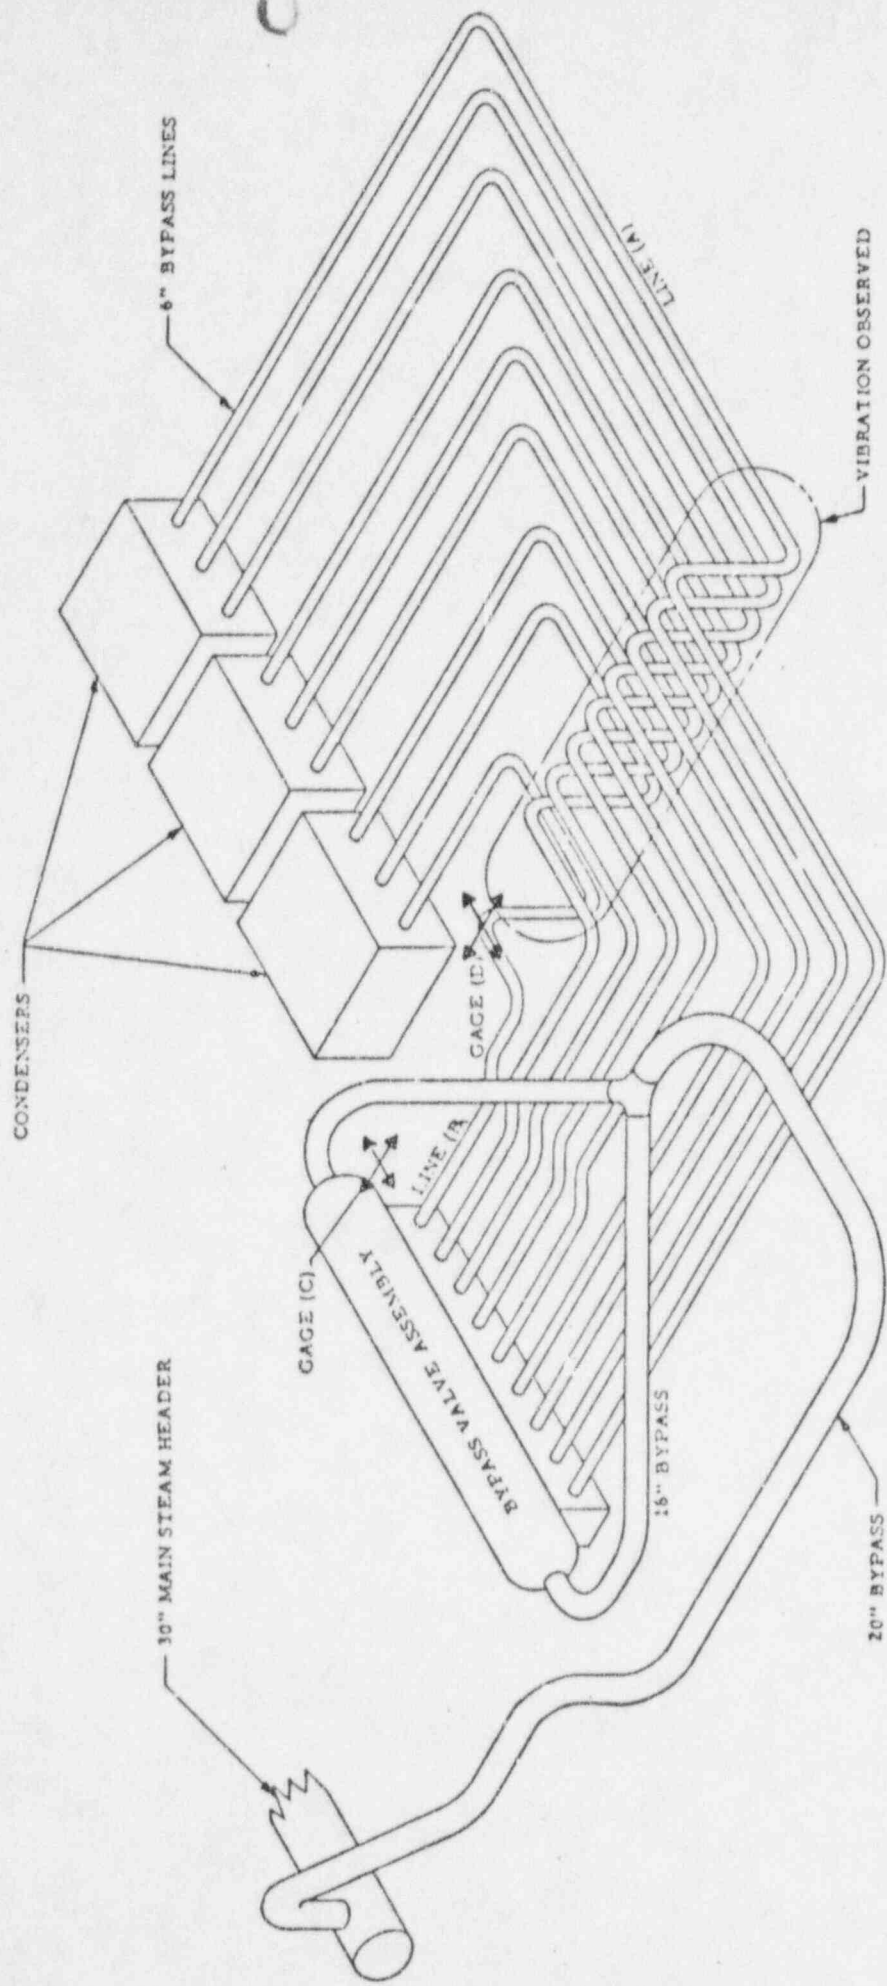 CONDENSERS
6" BYPASS LINES
LINE (A)
VIBRATION OBSERVED
GAGE (D)
LINE (B
GAGE (C)
BYPASS VALVE ASSEMBLY
30" MAIN STEAM HEADER
18" BYPASS
20" BYPASS